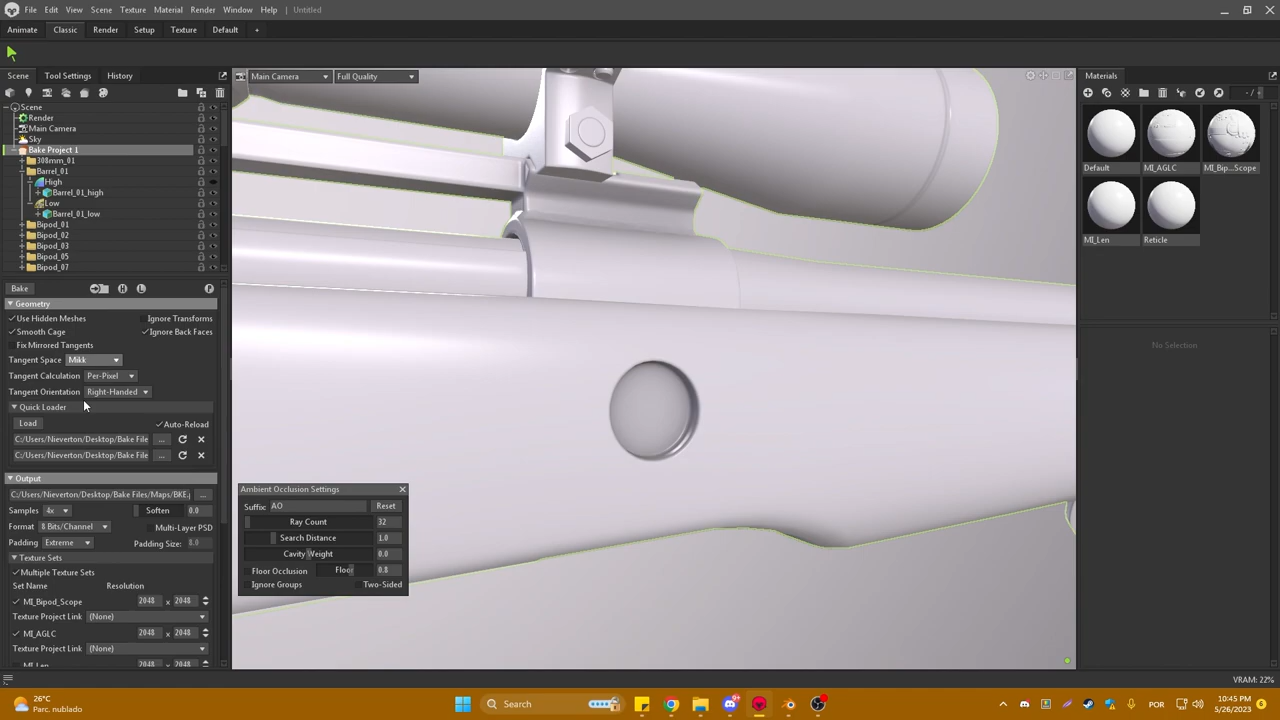 File Edit View Scene Texture Material Render Window Help Untitled
Animate Classic Render Setup Texture Default +
Scene Tool Settings History
Main Camera Full Quality
Materials
Scene
Render
Main Camera
Sky
Bake Project 1
308mm_01
Barrel_01
High
Barrel_01_high
Low
Barrel_01_low
Bipod_01
Bipod_02
Bipod_03
Bipod_05
Bipod_07
Default MI_AGLC MI_Bip...Scope
MI_Len Reticle
No Selection
Bake
Geometry
Use Hidden Meshes Ignore Transforms
Smooth Cage Ignore Back Faces
Fix Mirrored Tangents
Tangent Space Mikk
Tangent Calculation Per-Pixel
Tangent Orientation Right-Handed
Quick Loader
Load Auto-Reload
C:/Users/Nieverton/Desktop/Bake File ...
C:/Users/Nieverton/Desktop/Bake File ...
Output
C:/Users/Nieverton/Desktop/Bake Files/Maps/BKE.p ...
Samples 4x Soften 0.0
Format 8 Bits/Channel Multi-Layer PSD
Padding Extreme Padding Size: 8.0
Texture Sets
Multiple Texture Sets
Set Name Resolution
MI_Bipod_Scope 2048 x 2048
Texture Project Link (None)
MI_AGLC 2048 x 2048
Texture Project Link (None)
MI_Len 2048 x 2048
Ambient Occlusion Settings
Suffix: AO Reset
Ray Count 32
Search Distance 1.0
Cavity Weight 0.0
Floor Occlusion Floor 0.8
Ignore Groups Two-Sided
VRAM: 22%
26°C
Parc. nublado
Search
POR
10:45 PM
5/26/2023